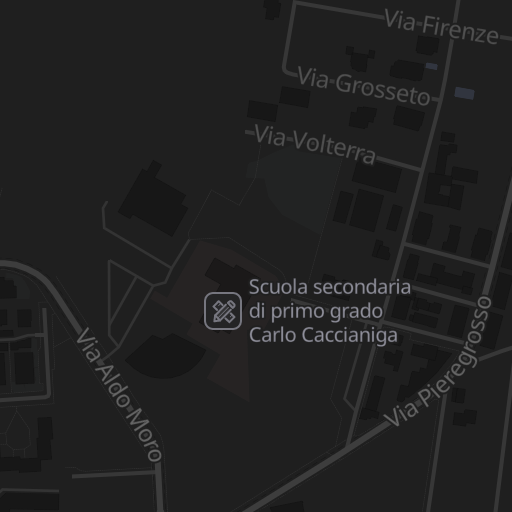 Via Firenze
Via Grosseto
Via Volterra
Scuola secondaria
di primo grado
Carlo Caccianiga
Via Aldo Moro
Via Pieregrosso